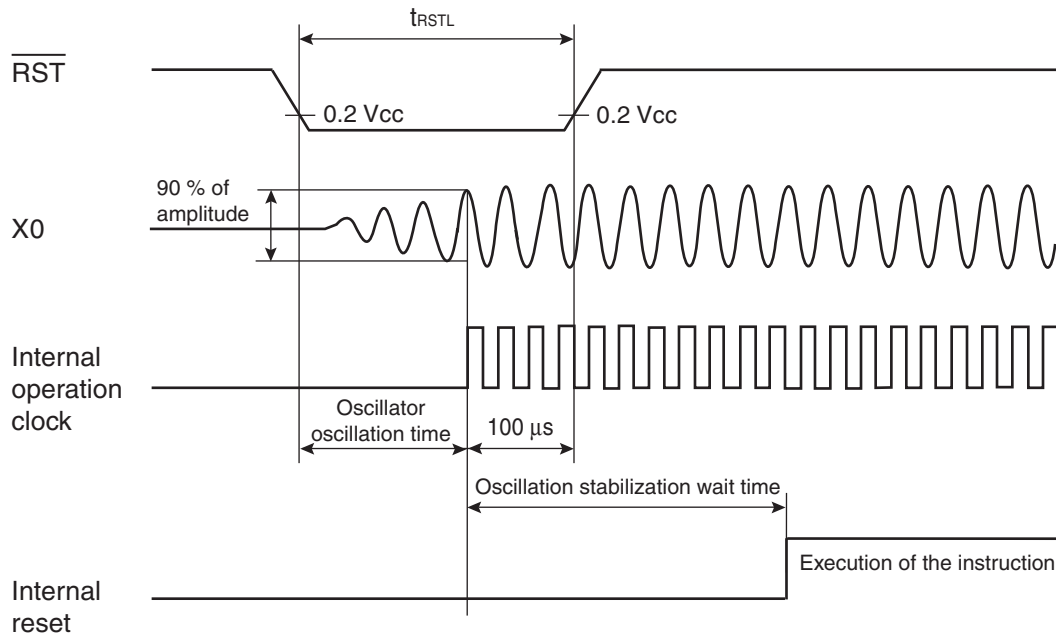 tRSTL
RST
0.2 Vcc
0.2 Vcc
90 % of
amplitude
X0
Internal
operation
clock
Oscillator
oscillation time
100 μs
Oscillation stabilization wait time
Execution of the instruction
Internal
reset